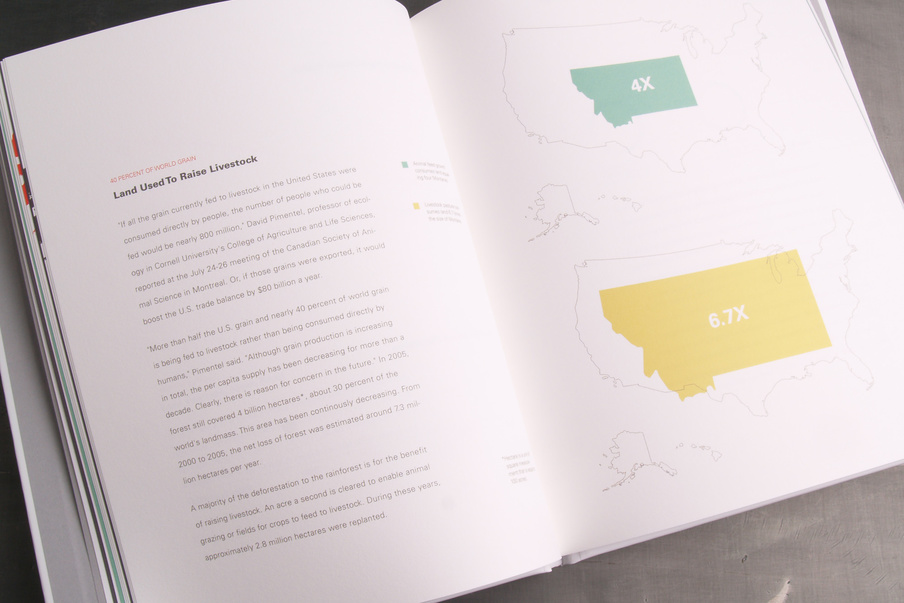 40 PERCENT OF WORLD GRAIN
Land Used To Raise Livestock
"If all the grain currently fed to livestock in the United States were
consumed directly by people, the number of people who could be
fed would be nearly 800 million," David Pimentel, professor of ecol-
ogy in Cornell University's College of Agriculture and Life Sciences,
reported at the July 24-26 meeting of the Canadian Society of Ani-
mal Science in Montreal. Or, if those grains were exported, it would
boost the U.S. trade balance by $80 billion a year.
"More than half the U.S. grain and nearly 40 percent of world grain
is being fed to livestock rather than being consumed directly by
humans," Pimentel said. "Although grain production is increasing
in total, the per capita supply has been decreasing for more than a
decade. Clearly, there is reason for concern in the future." In 2005,
forest still covered 4 billion hectares*, about 30 percent of the
world's landmass. This area has been continously decreasing. From
2000 to 2005, the net loss of forest was estimated around 7.3 mil-
lion hectares per year.
A majority of the deforestation to the rainforest is for the benefit
of raising livestock. An acre a second is cleared to enable animal
grazing or fields for crops to feed to livestock. During these years,
approximately 2.8 million hectares were replanted.
4X
6.7X